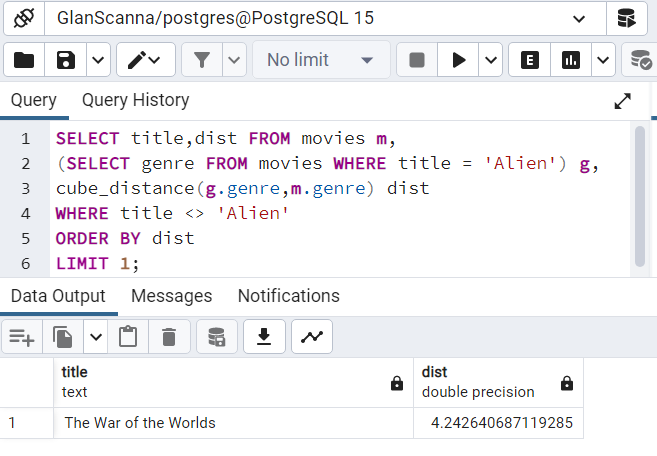 GlanScanna/postgres@PostgreSQL 15
No limit
E
Query Query History
1 SELECT title,dist FROM movies m,
2 (SELECT genre FROM movies WHERE title = 'Alien') g,
3 cube_distance(g.genre,m.genre) dist
4 WHERE title <> 'Alien'
5 ORDER BY dist
6 LIMIT 1;
Data Output Messages Notifications
title dist
text double precision
1 The War of the Worlds 4.242640687119285